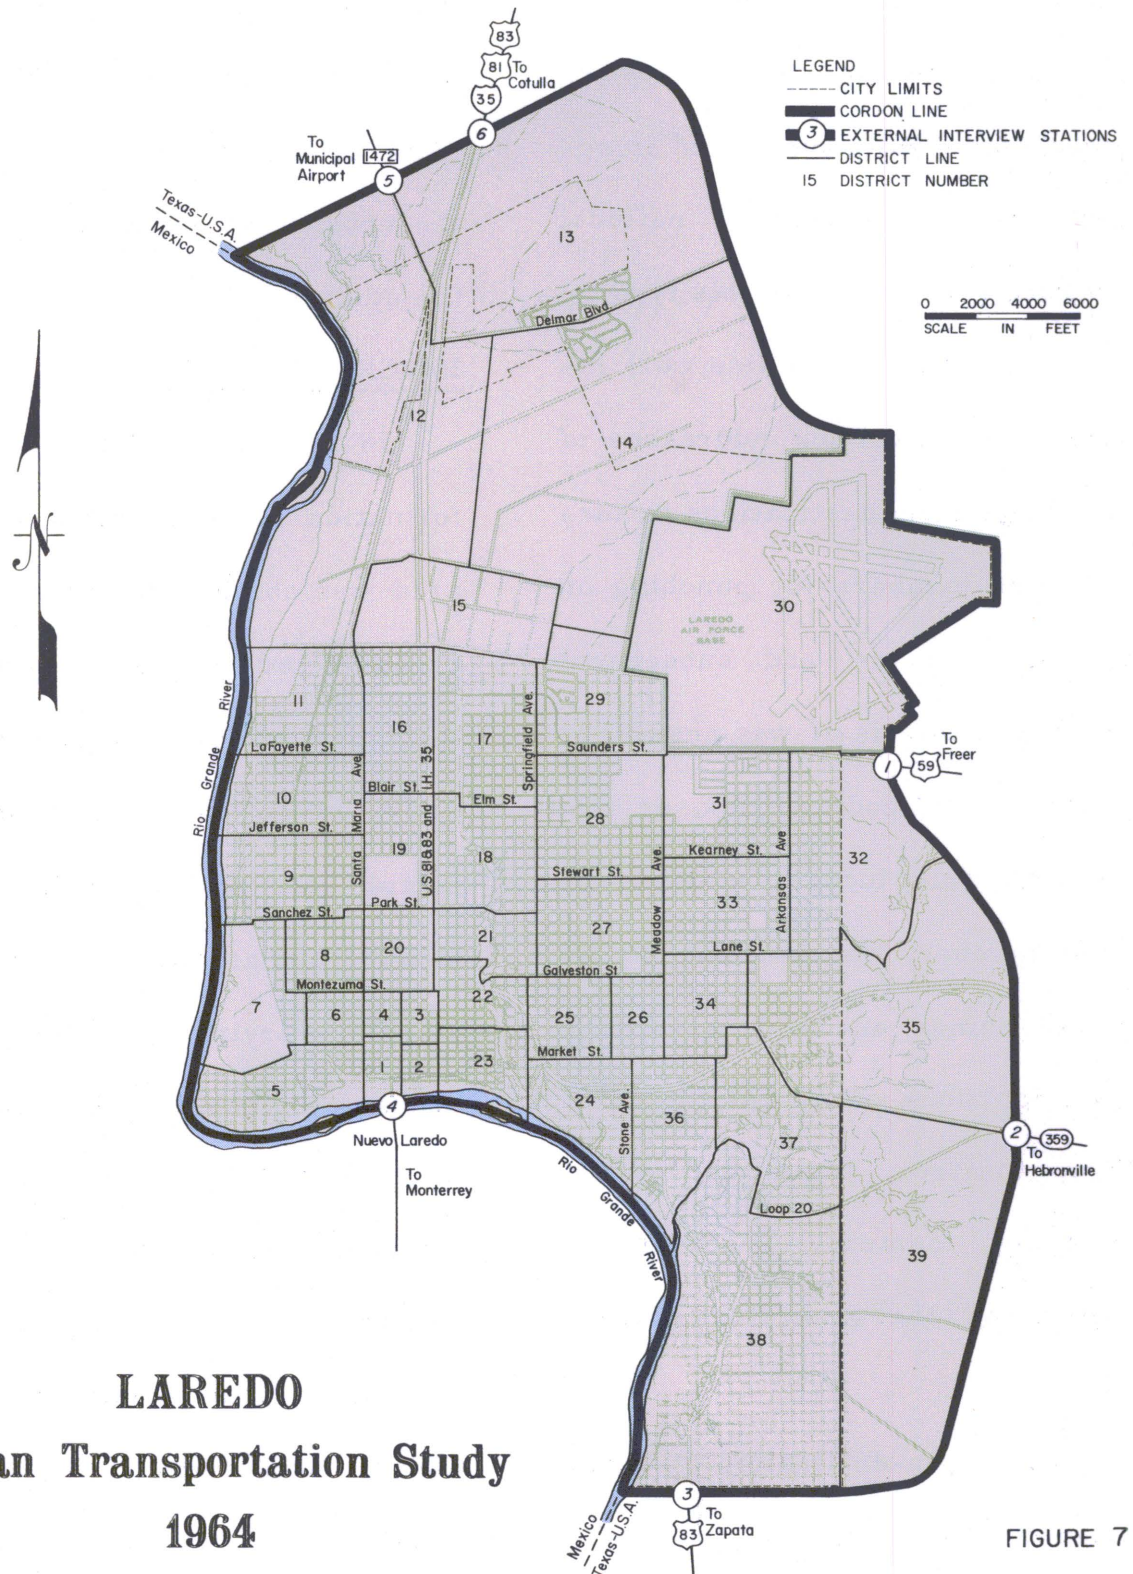 83
81
To
Cotulla
35
6
To
Municipal
Airport
1472
5
Texas-U.S.A.
Mexico
LEGEND
CITY LIMITS
CORDON LINE
3 EXTERNAL INTERVIEW STATIONS
DISTRICT LINE
15 DISTRICT NUMBER
0 2000 4000 6000
SCALE IN FEET
N
13
Delmar Blvd.
12
14
15
30
LAREDO
AIR FORCE
BASE
11
16
17
29
Springfield Ave.
LaFayette St.
Saunders St.
To
Freer
1
59
Rio Grande River
Santa Maria Ave.
U.S. 81&83 and I.H. 35
10
Blair St.
Elm St.
28
31
Jefferson St.
Kearney St.
Arkansas Ave
32
9
19
18
Stewart St.
Meadow Ave.
33
Sanchez St.
Park St.
8
20
21
27
Lane St.
Galveston St
Montezuma St.
7
6
4
3
22
25
26
34
35
Market St.
5
1
2
23
24
Stone Ave.
36
37
4
Nuevo Laredo
To
Monterrey
2
359
To
Hebronville
Rio Grande River
Loop 20
39
38
LAREDO
an Transportation Study
1964
3
83
To
Zapata
Mexico
Texas-U.S.A.
FIGURE 7